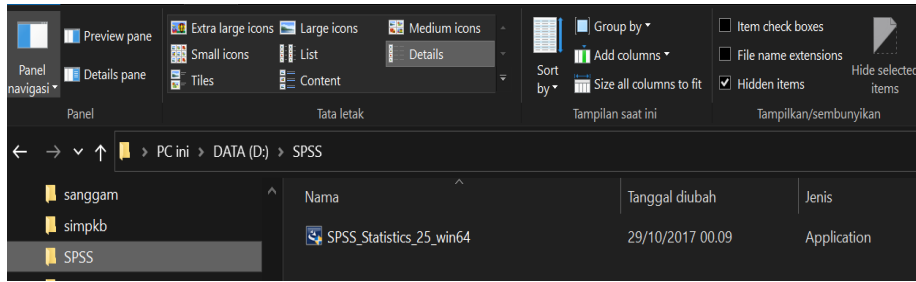 Extra large icons Large icons Medium icons
Group by
Item check boxes
Preview pane
Small icons List Details
Add columns
File name extensions
Panel navigasi
Details pane
Tiles Content
Sort by
Size all columns to fit
Hidden items
Hide selected items
Panel Tata letak Tampilan saat ini Tampilkan/sembunyikan
PC ini > DATA (D:) > SPSS
sanggam
simpkb
SPSS
Nama Tanggal diubah Jenis
SPSS_Statistics_25_win64 29/10/2017 00.09 Application